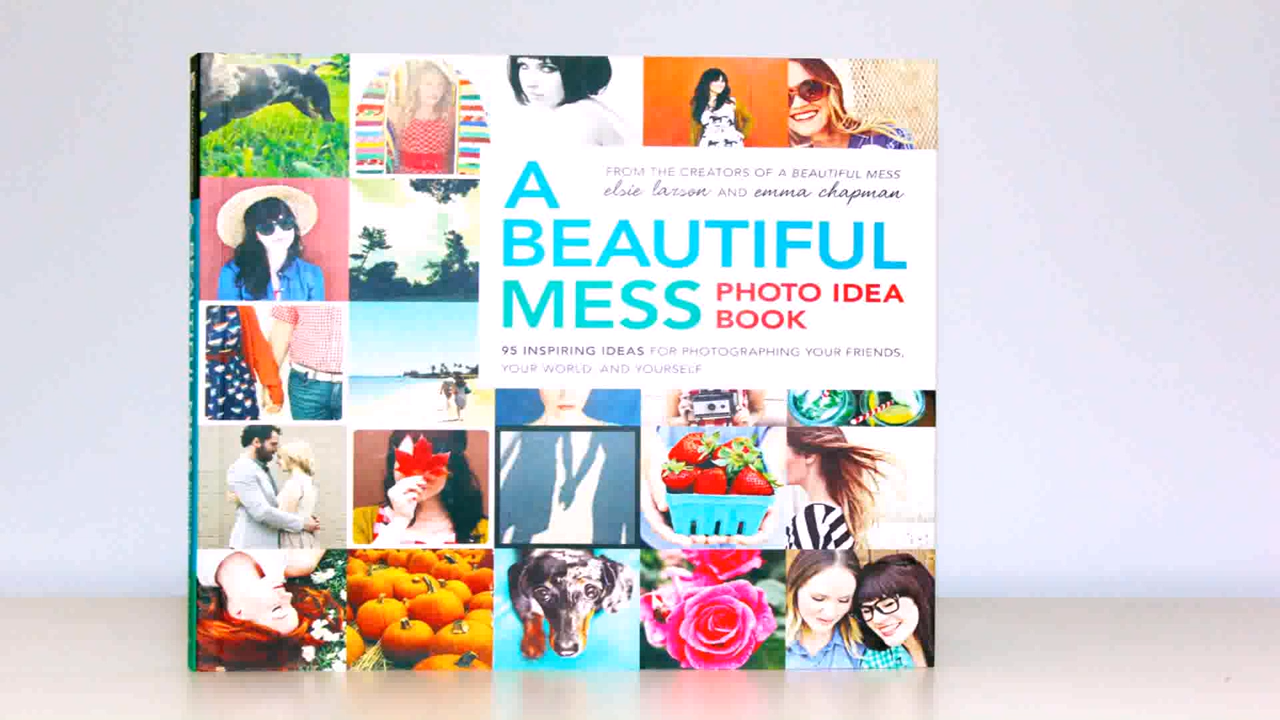 FROM THE CREATORS OF A BEAUTIFUL MESS
elsie larson AND emma chapman
A
BEAUTIFUL
MESS PHOTO IDEA
BOOK
95 INSPIRING IDEAS FOR PHOTOGRAPHING YOUR FRIENDS,
YOUR WORLD, AND YOURSELF